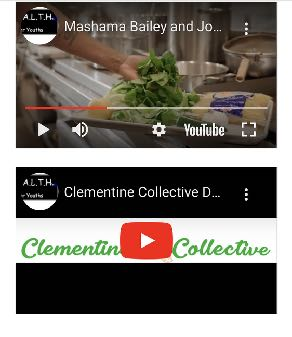 A.L.T.H.
r Youths
Mashama Bailey and Jo...
YouTube
A.L.T.H.
r Youths
Clementine Collective D...
Clementin Collective